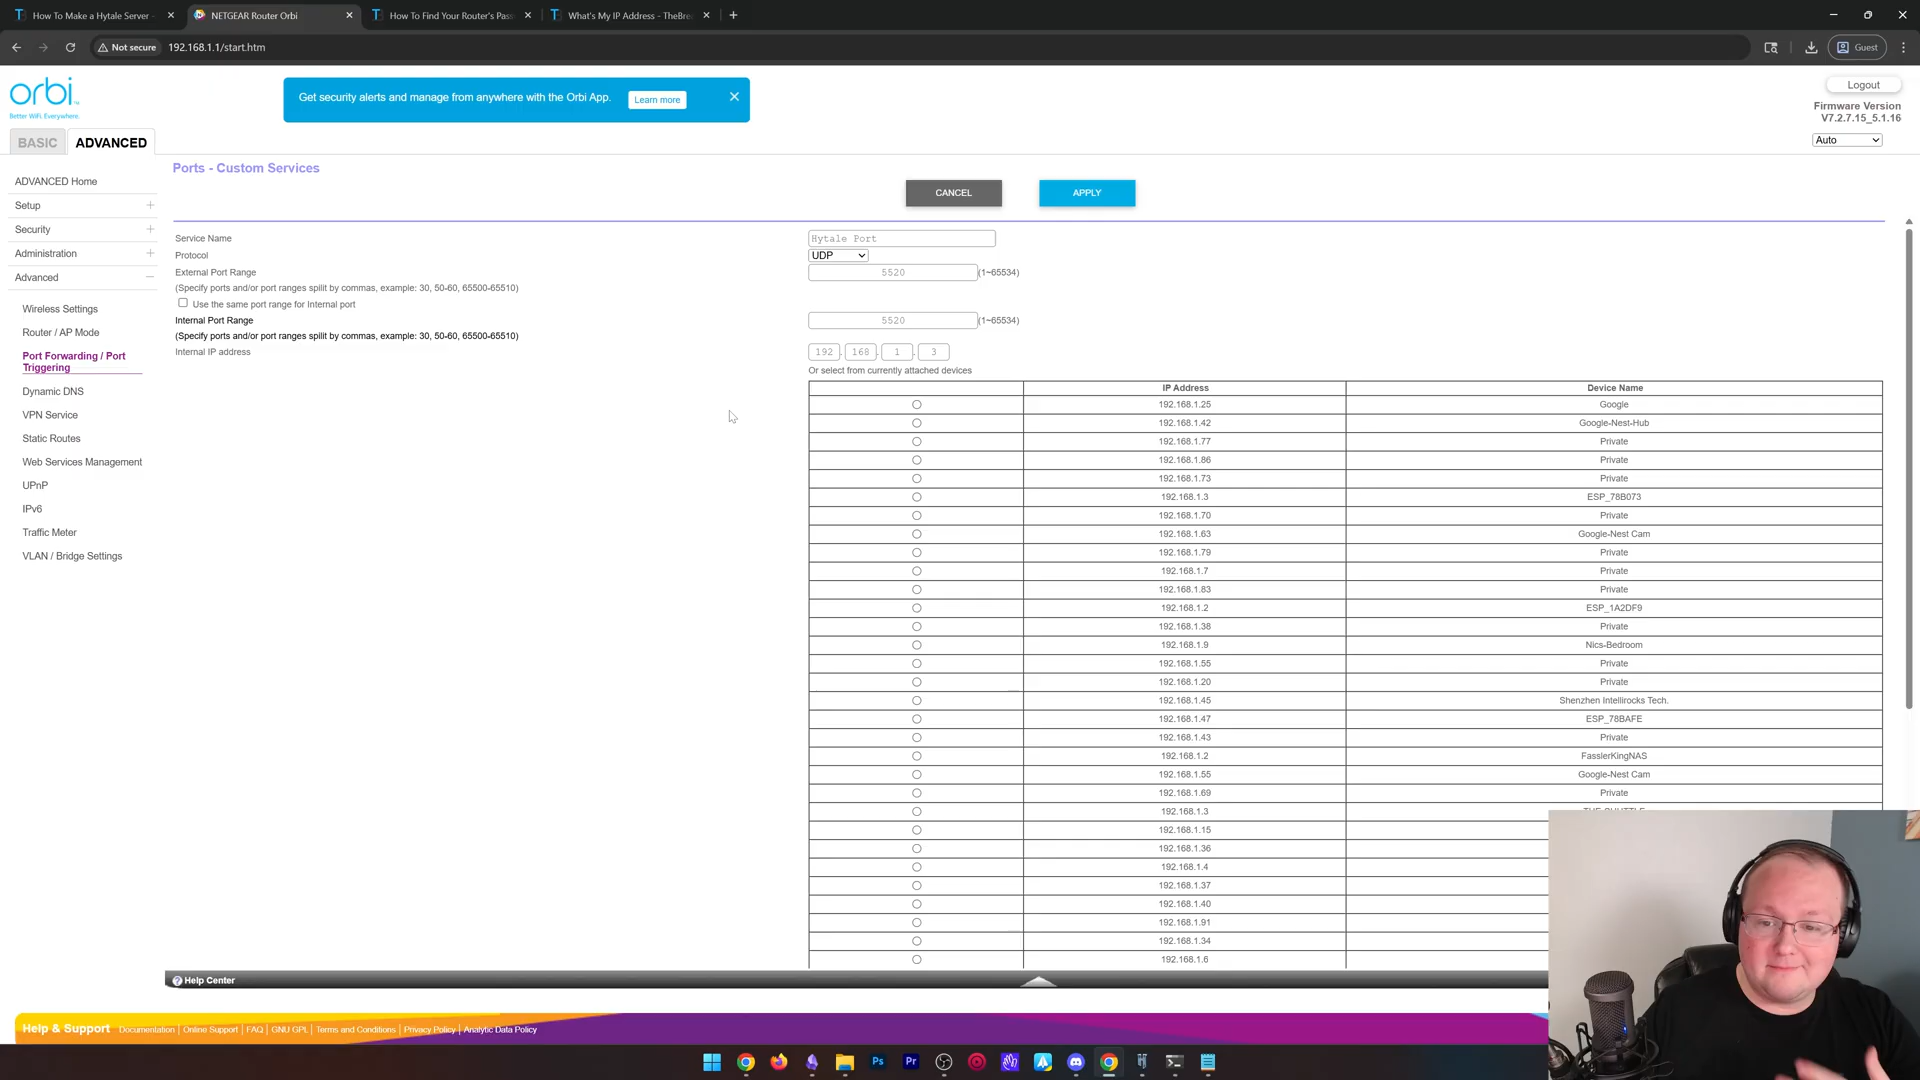 How To Make a Hytale Server -
NETGEAR Router Orbi
How To Find Your Router's Pass
What's My IP Address - TheBre
Not secure
192.168.1.1/start.htm
Guest
orbi
Better WiFi. Everywhere.
Get security alerts and manage from anywhere with the Orbi App.
Learn more
Logout
Firmware Version
V7.2.7.15_5.1.16
BASIC
ADVANCED
Auto
Ports - Custom Services
CANCEL
APPLY
ADVANCED Home
Setup
Security
Administration
Advanced
Wireless Settings
Router / AP Mode
Port Forwarding / Port
Triggering
Dynamic DNS
VPN Service
Static Routes
Web Services Management
UPnP
IPv6
Traffic Meter
VLAN / Bridge Settings
Service Name
Hytale Port
Protocol
UDP
External Port Range
5520
(1~65534)
(Specify ports and/or port ranges spilit by commas, example: 30, 50-60, 65500-65510)
Use the same port range for Internal port
Internal Port Range
5520
(1~65534)
(Specify ports and/or port ranges spilit by commas, example: 30, 50-60, 65500-65510)
Internal IP address
192 . 168 . 1 . 3
Or select from currently attached devices
IP Address Device Name
192.168.1.25 Google
192.168.1.42 Google-Nest-Hub
192.168.1.77 Private
192.168.1.86 Private
192.168.1.73 Private
192.168.1.3 ESP_78B073
192.168.1.70 Private
192.168.1.63 Google-Nest Cam
192.168.1.79 Private
192.168.1.7 Private
192.168.1.83 Private
192.168.1.2 ESP_1A2DF9
192.168.1.38 Private
192.168.1.9 Nics-Bedroom
192.168.1.55 Private
192.168.1.20 Private
192.168.1.45 Shenzhen Intellirocks Tech.
192.168.1.47 ESP_78BAFE
192.168.1.43 Private
192.168.1.2 FasslerKingNAS
192.168.1.55 Google-Nest Cam
192.168.1.69 Private
192.168.1.3
192.168.1.15
192.168.1.36
192.168.1.4
192.168.1.37
192.168.1.40
192.168.1.91
192.168.1.34
192.168.1.6
Help Center
Help & Support Documentation | Online Support | FAQ | GNU GPL | Terms and Conditions | Privacy Policy | Analytic Data Policy
Ps
Pr